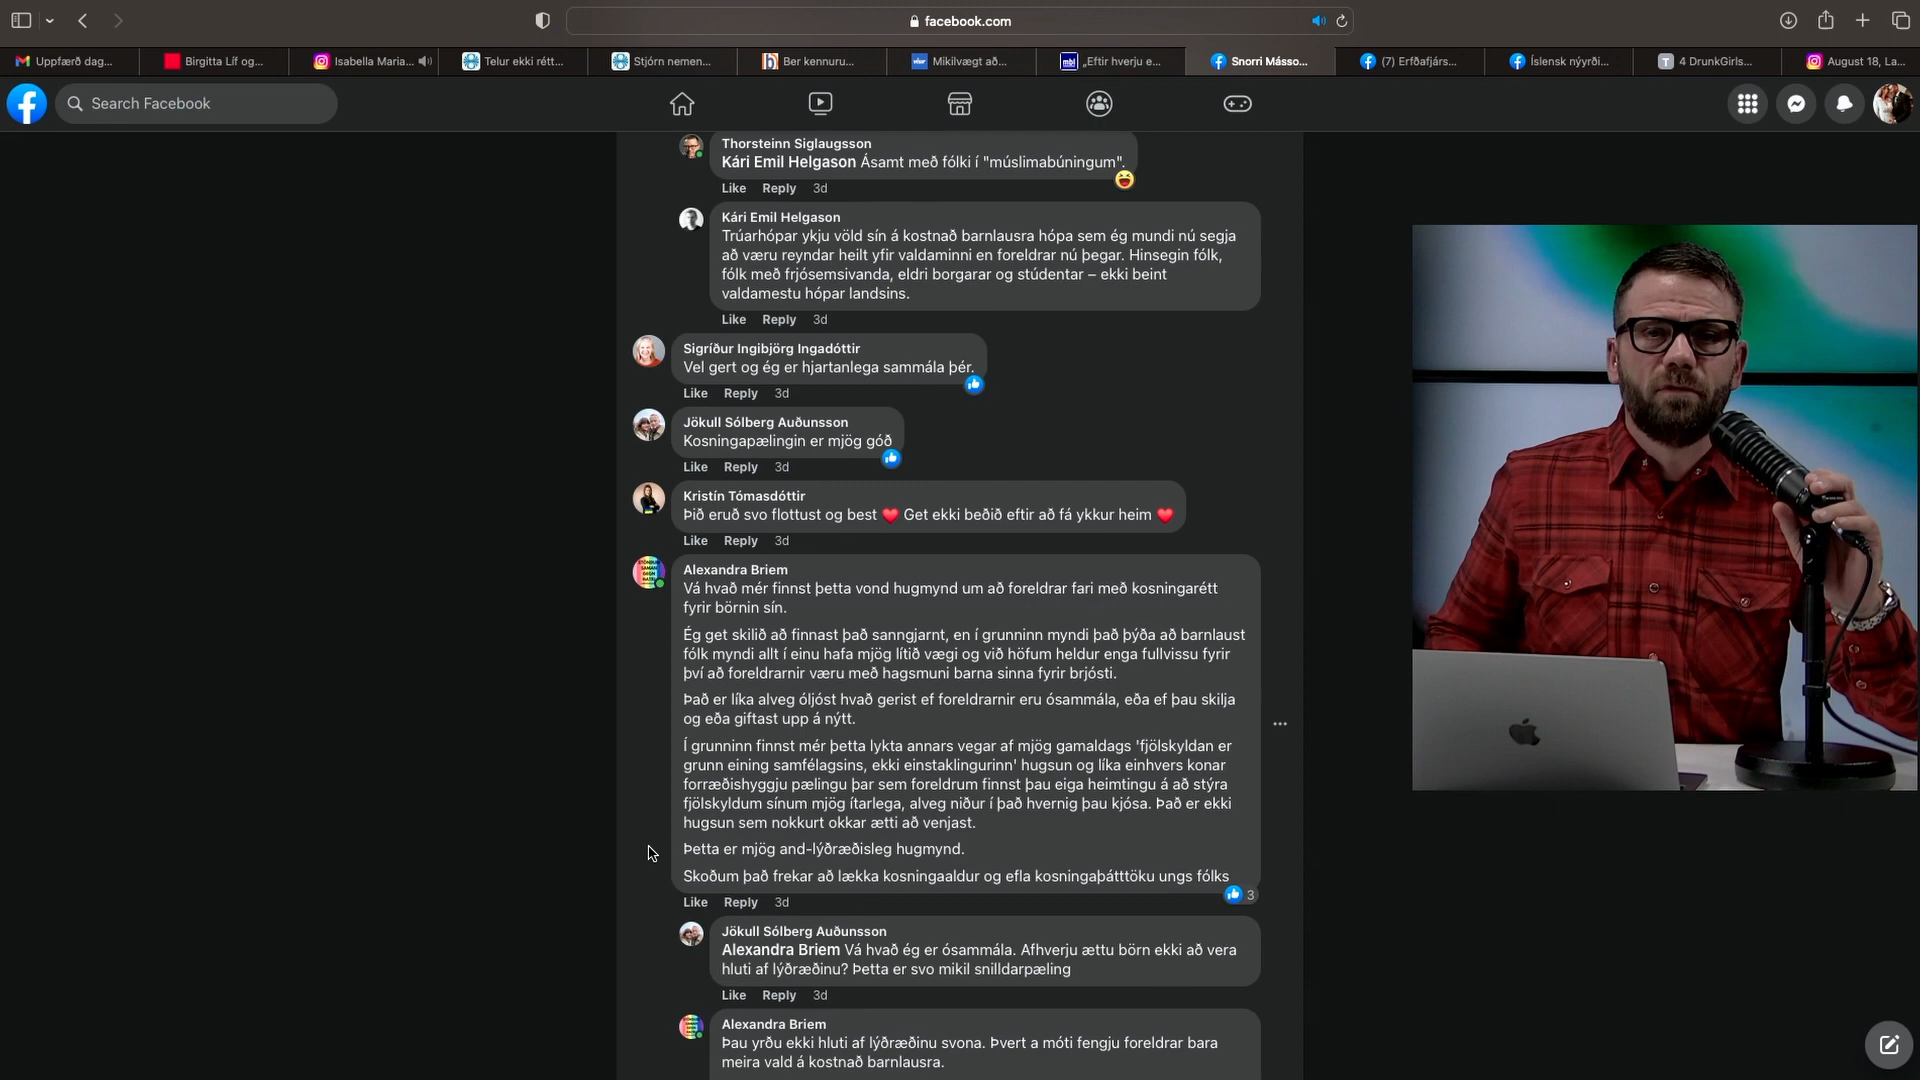 facebook.com
Uppfærð dag...
Birgitta Líf og...
Isabella Maria...
Telur ekki rétt...
Stjórn nemen...
Ber kennuru...
Mikilvægt að...
mbl „Eftir hverju e...
Snorri Másso...
(7) Erfðafjárs...
Íslensk nýyrði...
T 4 DrunkGirls...
August 18, La...
Search Facebook
Thorsteinn Siglaugsson
Kári Emil Helgason Ásamt með fólki í "múslimabúningum".
Like Reply 3d
Kári Emil Helgason
Trúarhópar ykju völd sín á kostnað barnlausra hópa sem ég mundi nú segja
að væru reyndar heilt yfir valdaminni en foreldrar nú þegar. Hinsegin fólk,
fólk með frjósemsivanda, eldri borgarar og stúdentar – ekki beint
valdamestu hópar landsins.
Like Reply 3d
Sigríður Ingibjörg Ingadóttir
Vel gert og ég er hjartanlega sammála þér.
Like Reply 3d
Jökull Sólberg Auðunsson
Kosningapælingin er mjög góð
Like Reply 3d
Kristín Tómasdóttir
Þið eruð svo flottust og best ❤️ Get ekki beðið eftir að fá ykkur heim ❤️
Like Reply 3d
Alexandra Briem
Vá hvað mér finnst þetta vond hugmynd um að foreldrar fari með kosningarétt
fyrir börnin sín.
Ég get skilið að finnast það sanngjarnt, en í grunninn myndi það þýða að barnlaust
fólk myndi allt í einu hafa mjög lítið vægi og við höfum heldur enga fullvissu fyrir
því að foreldrarnir væru með hagsmuni barna sinna fyrir brjósti.
Það er líka alveg óljóst hvað gerist ef foreldrarnir eru ósammála, eða ef þau skilja
og eða giftast upp á nýtt.
Í grunninn finnst mér þetta lykta annars vegar af mjög gamaldags 'fjölskyldan er
grunn eining samfélagsins, ekki einstaklingurinn' hugsun og líka einhvers konar
forræðishyggju pælingu þar sem foreldrum finnst þau eiga heimtingu á að stýra
fjölskyldum sínum mjög ítarlega, alveg niður í það hvernig þau kjósa. Það er ekki
hugsun sem nokkurt okkar ætti að venjast.
Þetta er mjög and-lýðræðisleg hugmynd.
Skoðum það frekar að lækka kosningaaldur og efla kosningaþátttöku ungs fólks
3
Like Reply 3d
Jökull Sólberg Auðunsson
Alexandra Briem Vá hvað ég er ósammála. Afhverju ættu börn ekki að vera
hluti af lýðræðinu? Þetta er svo mikil snilldarpæling
Like Reply 3d
Alexandra Briem
Þau yrðu ekki hluti af lýðræðinu svona. Þvert a móti fengju foreldrar bara
meira vald á kostnað barnlausra.